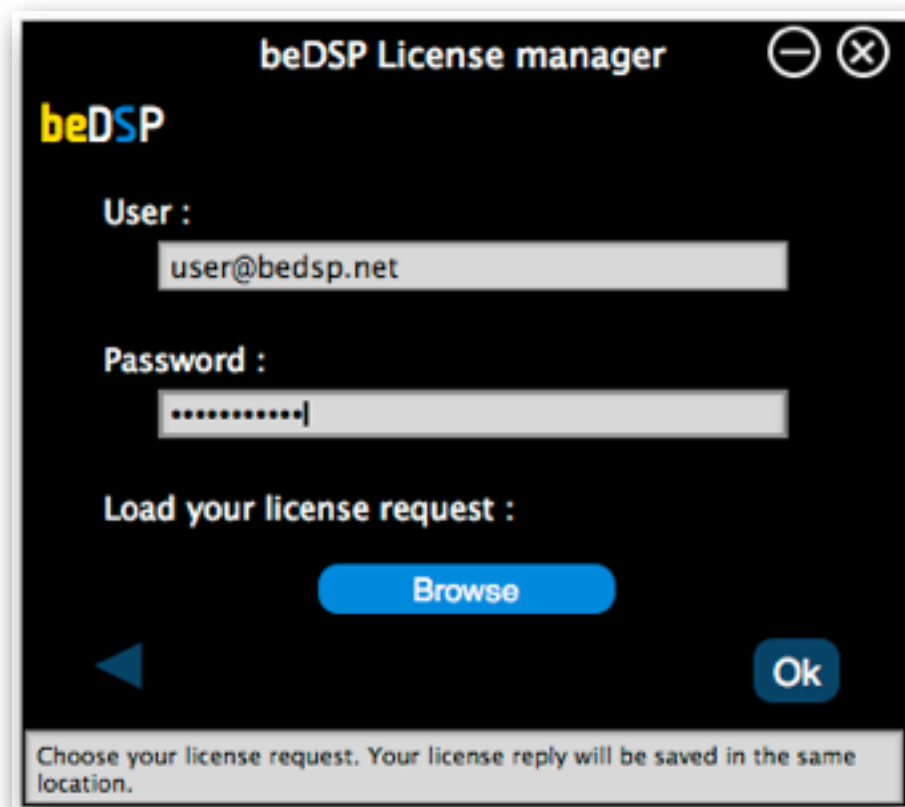 beDSP License manager
beDSP
User :
user@bedsp.net
Password :
•••••••••••
Load your license request :
Browse
Ok
Choose your license request. Your license reply will be saved in the same
location.